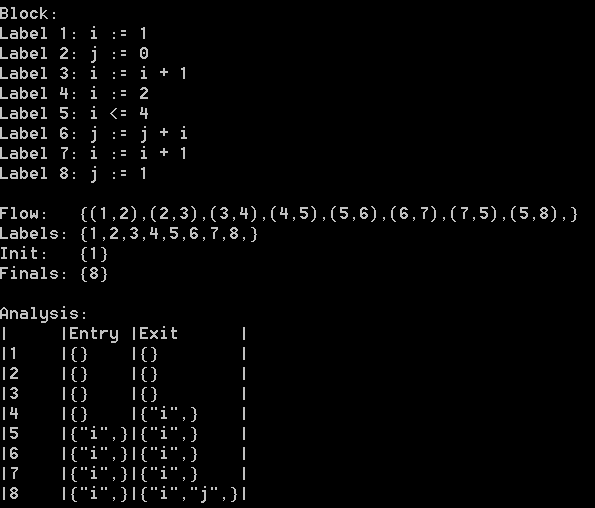 Block:
Label 1: i := 1
Label 2: j := 0
Label 3: i := i + 1
Label 4: i := 2
Label 5: i <= 4
Label 6: j := j + i
Label 7: i := i + 1
Label 8: j := 1
Flow:   {(1,2),(2,3),(3,4),(4,5),(5,6),(6,7),(7,5),(5,8),}
Labels: {1,2,3,4,5,6,7,8,}
Init:   {1}
Finals: {8}
Analysis:
|     |Entry |Exit      |
|1    |{}    |{}        |
|2    |{}    |{}        |
|3    |{}    |{}        |
|4    |{}    |{"i",}    |
|5    |{"i",}|{"i",}    |
|6    |{"i",}|{"i",}    |
|7    |{"i",}|{"i",}    |
|8    |{"i",}|{"i","j",}|